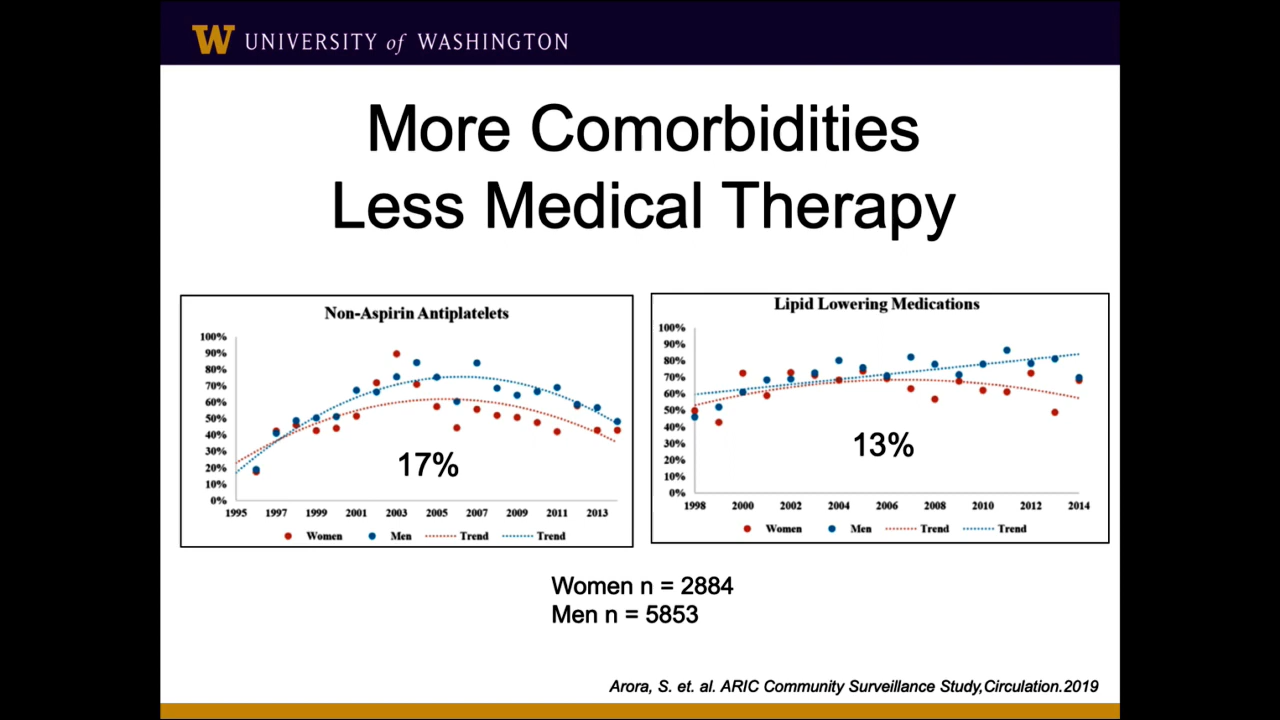 W UNIVERSITY of WASHINGTON
More Comorbidities
Less Medical Therapy
Non-Aspirin Antiplatelets
100%
90%
80%
70%
60%
50%
40%
30%
20%
10%
0%
17%
1995 1997 1999 2001 2003 2005 2007 2009 2011 2013
Women Men Trend Trend
Lipid Lowering Medications
100%
90%
80%
70%
60%
50%
40%
30%
20%
10%
0%
13%
1998 2000 2002 2004 2006 2008 2010 2012 2014
Women Men Trend Trend
Women n = 2884
Men n = 5853
Arora, S. et. al. ARIC Community Surveillance Study,Circulation.2019